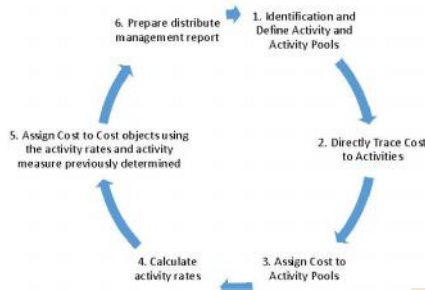 1. Identification and
Define Activity and
Activity Pools
2. Directly Trace Cost
to Activities
3. Assign Cost to
Activity Pools
4. Calculate
activity rates
5. Assign Cost to Cost objects using
the activity rates and activity
measure previously determined
6. Prepare distribute
management report